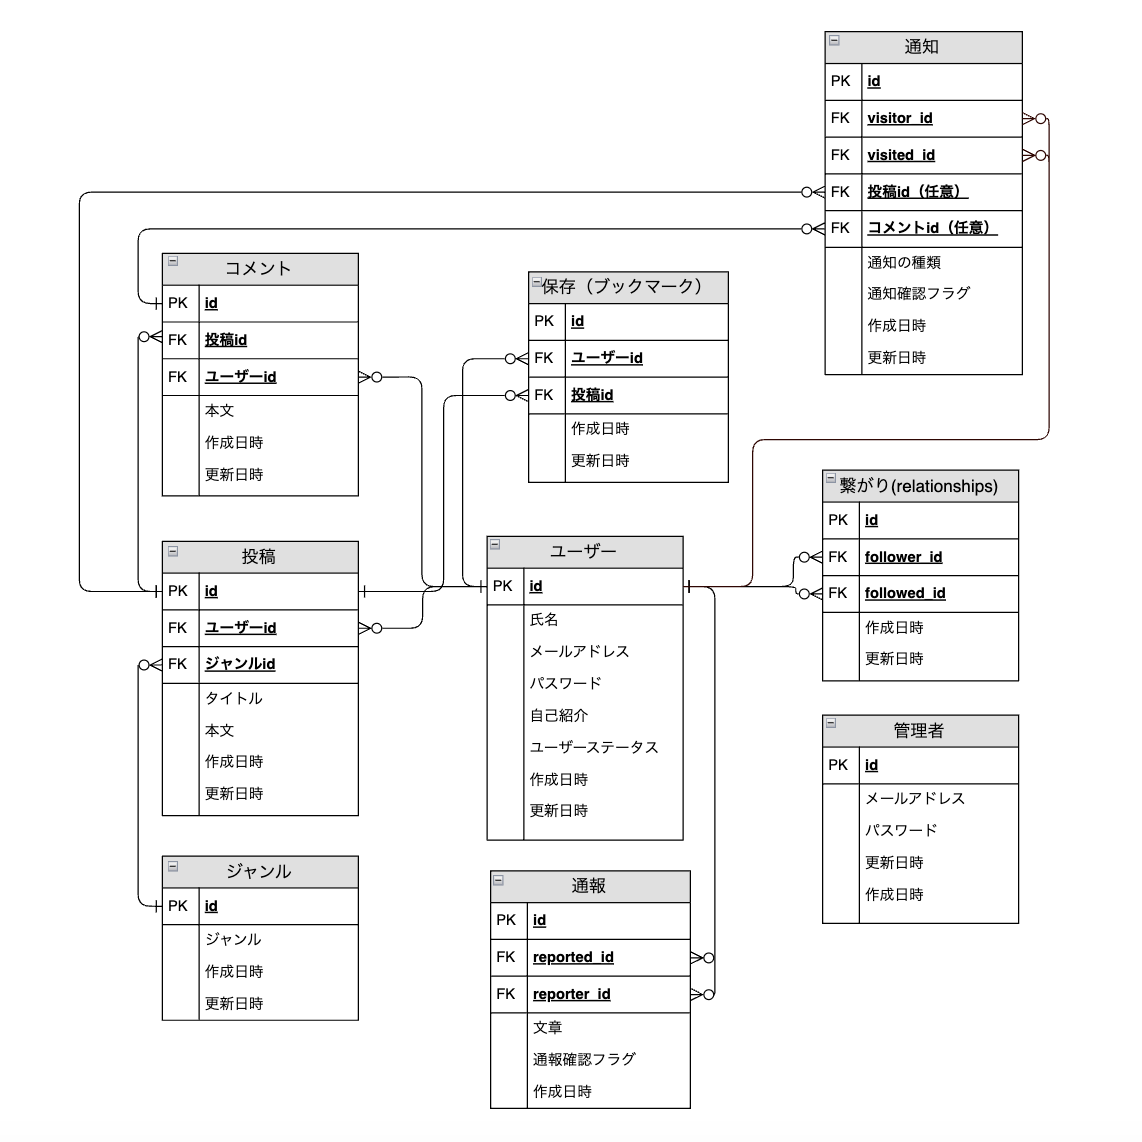 通知
PK id
FK visitor_id
FK visited_id
FK 投稿id（任意）
FK コメントid（任意）
通知の種類
通知確認フラグ
作成日時
更新日時
コメント
PK id
FK 投稿id
FK ユーザーid
本文
作成日時
更新日時
保存（ブックマーク）
PK id
FK ユーザーid
FK 投稿id
作成日時
更新日時
繋がり(relationships)
PK id
FK follower_id
FK followed_id
作成日時
更新日時
投稿
PK id
FK ユーザーid
FK ジャンルid
タイトル
本文
作成日時
更新日時
ユーザー
PK id
氏名
メールアドレス
パスワード
自己紹介
ユーザーステータス
作成日時
更新日時
管理者
PK id
メールアドレス
パスワード
更新日時
作成日時
ジャンル
PK id
ジャンル
作成日時
更新日時
通報
PK id
FK reported_id
FK reporter_id
文章
通報確認フラグ
作成日時